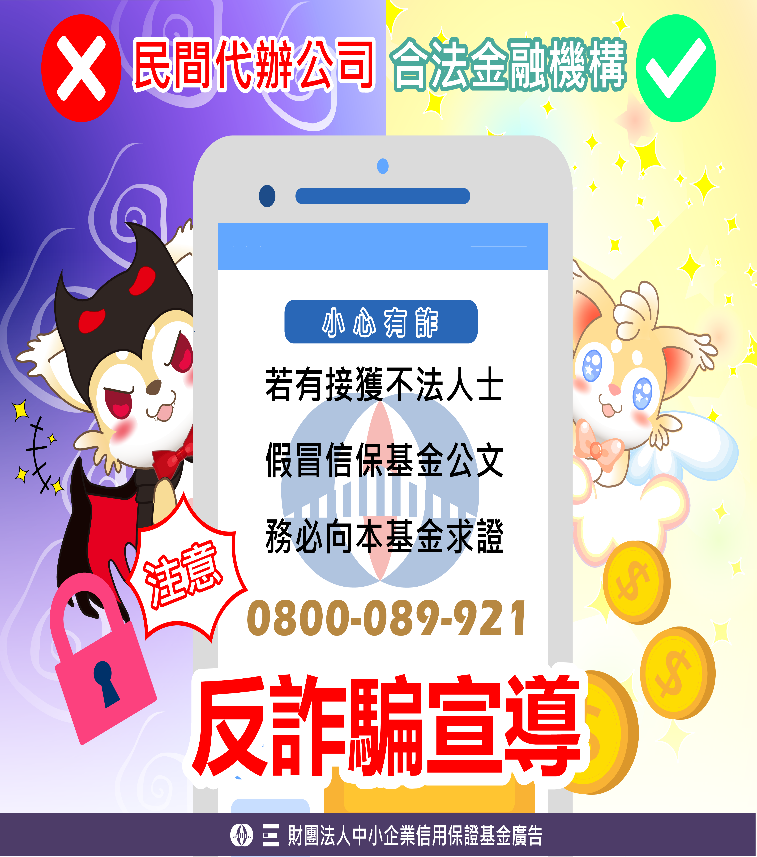 民間代辦公司 合法金融機構
小心有詐
若有接獲不法人士
假冒信保基金公文
務必向本基金求證
注意
0800-089-921
反詐騙宣導
財團法人中小企業信用保證基金廣告